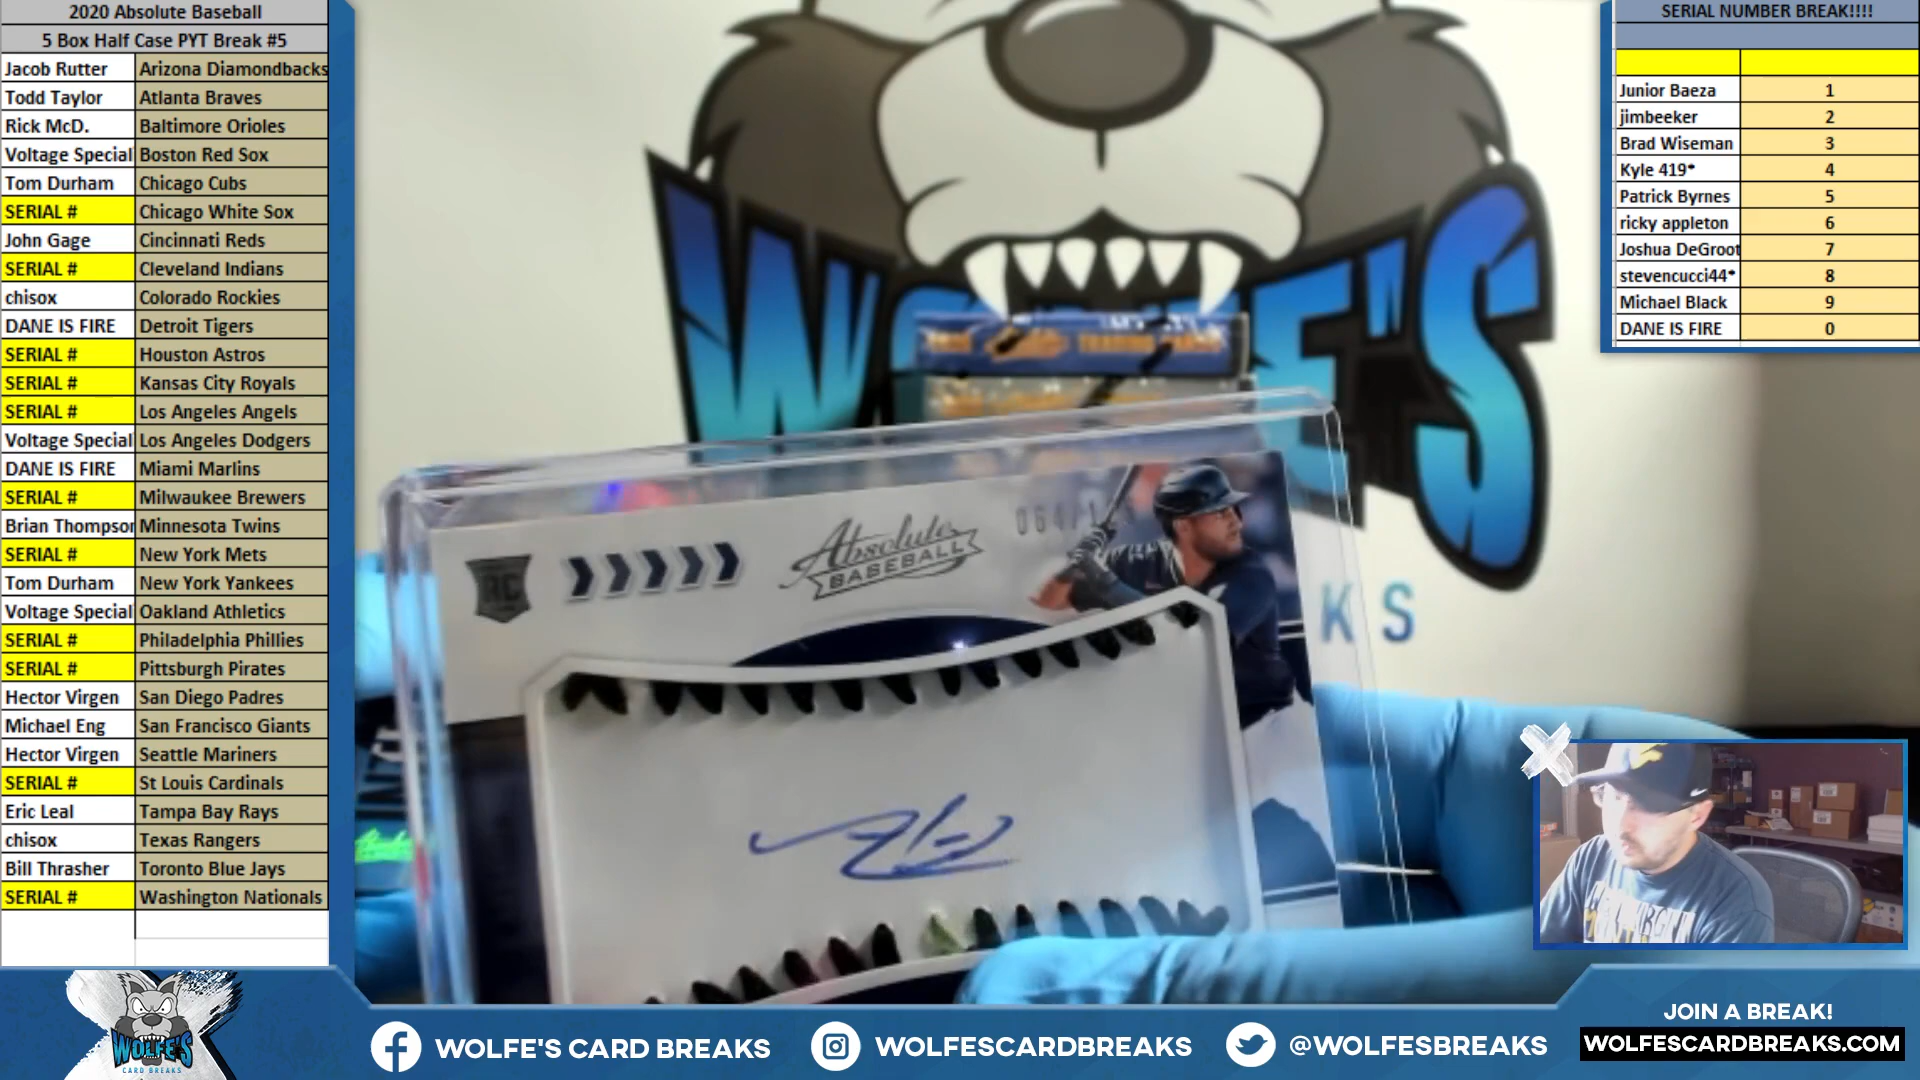 2020 Absolute Baseball
5 Box Half Case PYT Break #5
Jacob Rutter Arizona Diamondbacks
Todd Taylor Atlanta Braves
Rick McD. Baltimore Orioles
Voltage Special Boston Red Sox
Tom Durham Chicago Cubs
SERIAL # Chicago White Sox
John Gage Cincinnati Reds
SERIAL # Cleveland Indians
chisox Colorado Rockies
DANE IS FIRE Detroit Tigers
SERIAL # Houston Astros
SERIAL # Kansas City Royals
SERIAL # Los Angeles Angels
Voltage Special Los Angeles Dodgers
DANE IS FIRE Miami Marlins
SERIAL # Milwaukee Brewers
Brian Thompson Minnesota Twins
SERIAL # New York Mets
Tom Durham New York Yankees
Voltage Special Oakland Athletics
SERIAL # Philadelphia Phillies
SERIAL # Pittsburgh Pirates
Hector Virgen San Diego Padres
Michael Eng San Francisco Giants
Hector Virgen Seattle Mariners
SERIAL # St Louis Cardinals
Eric Leal Tampa Bay Rays
chisox Texas Rangers
Bill Thrasher Toronto Blue Jays
SERIAL # Washington Nationals
TRADING CARDS
RC
Absolute
BASEBALL
SERIAL NUMBER BREAK!!!!
Junior Baeza 1
jimbeeker 2
Brad Wiseman 3
Kyle 419* 4
Patrick Byrnes 5
ricky appleton 6
Joshua DeGroot 7
stevencucci44* 8
Michael Black 9
DANE IS FIRE 0
WOLFE'S
CARD BREAKS
WOLFE'S CARD BREAKS
WOLFESCARDBREAKS
@WOLFESBREAKS
JOIN A BREAK!
WOLFESCARDBREAKS.COM